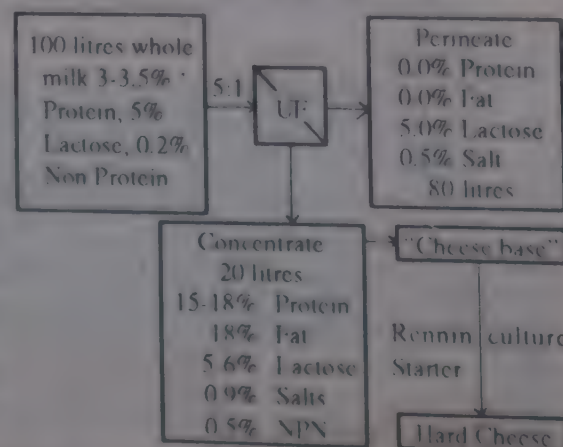 100 litres whole
milk 3-3.5%
Protein, 5%
Lactose, 0.2%
Non Protein
5:1
UF
Permeate
0.0% Protein
0.0% Fat
5.0% Lactose
0.5% Salt
80 litres
Concentrate
20 litres
15-18% Protein
18% Fat
5.6% Lactose
0.9% Salts
0.5% NPN
"Cheese base"
Rennin culture
Starter
Hard Cheese